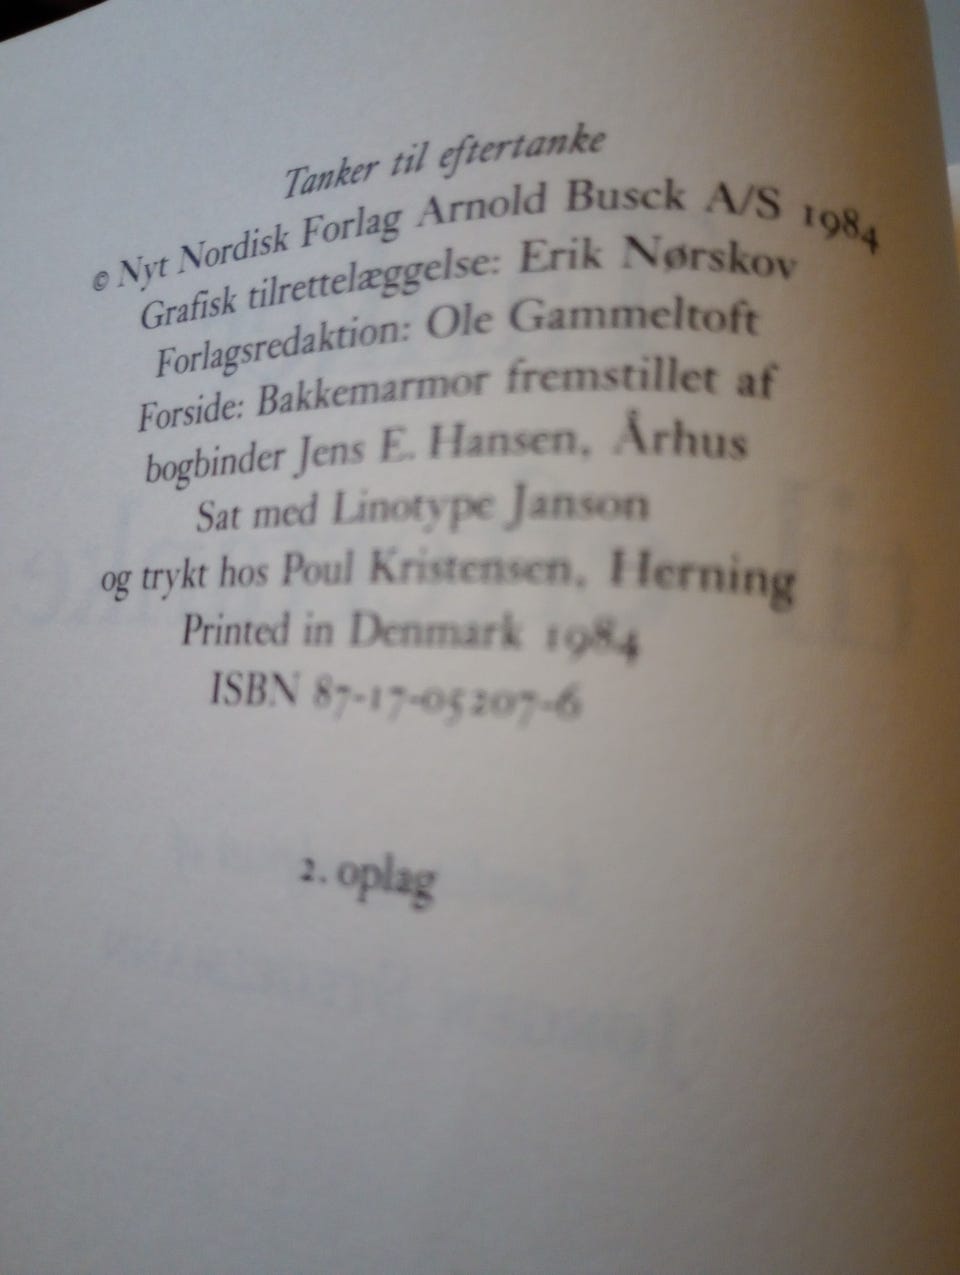 Tanker til eftertanke
© Nyt Nordisk Forlag Arnold Busck A/S 1984
Grafisk tilrettelæggelse: Erik Nørskov
Forlagsredaktion: Ole Gammeltoft
Forside: Bakkemarmor fremstillet af
bogbinder Jens E. Hansen, Århus
Sat med Linotype Janson
og trykt hos Poul Kristensen, Herning
Printed in Denmark 1984
ISBN 87-17-05207-6
2. oplag